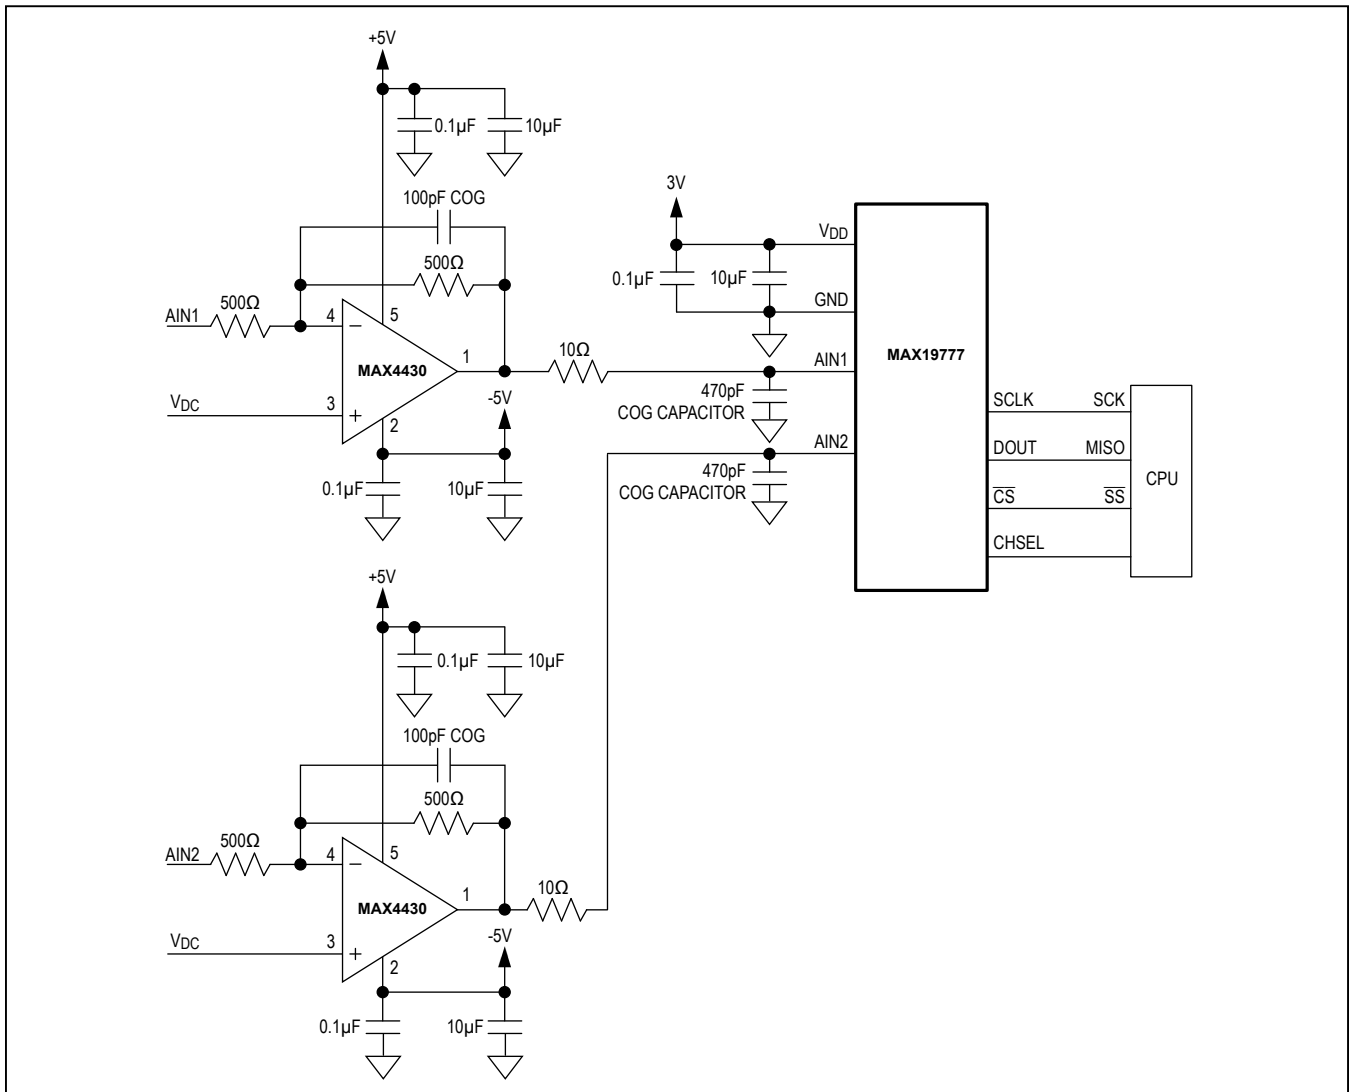 +5V
0.1µF
10µF
100pF COG
500Ω
500Ω
AIN1
4
5
−
MAX4430
1
10Ω
VDC
3
+
2
-5V
0.1µF
10µF
3V
VDD
0.1µF
10µF
GND
AIN1
470pF
COG CAPACITOR
AIN2
470pF
COG CAPACITOR
MAX19777
SCLK
SCK
DOUT
MISO
CS
SS
CHSEL
CPU
+5V
0.1µF
10µF
100pF COG
500Ω
500Ω
AIN2
4
5
−
MAX4430
1
10Ω
VDC
3
+
2
-5V
0.1µF
10µF